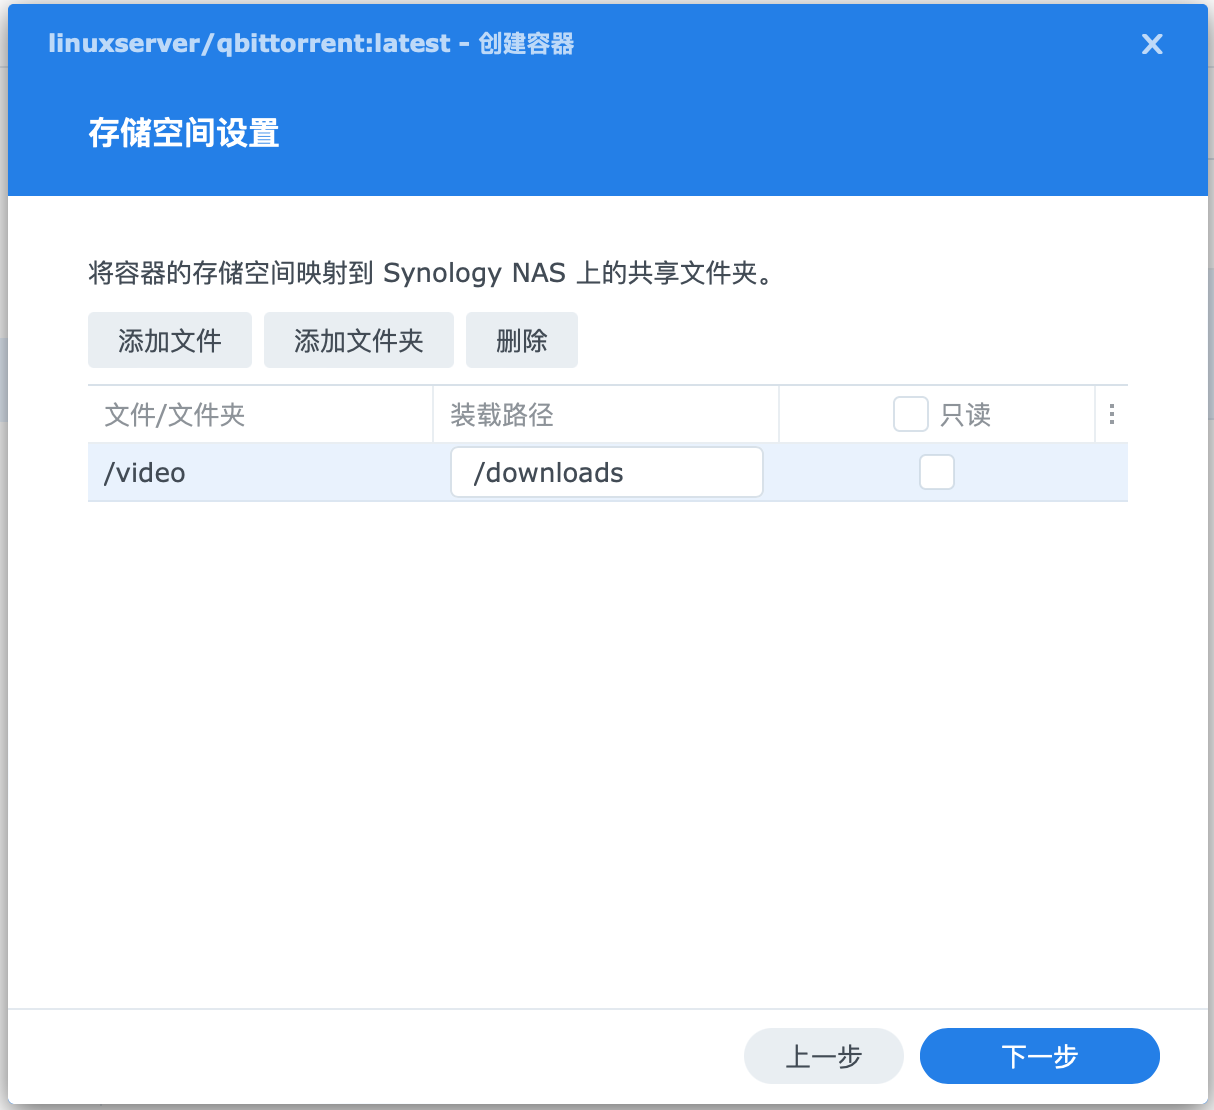 linuxserver/qbittorrent:latest - 创建容器
存储空间设置
将容器的存储空间映射到 Synology NAS 上的共享文件夹。
添加文件 添加文件夹 删除
文件/文件夹 装载路径 只读
/video /downloads
上一步 下一步